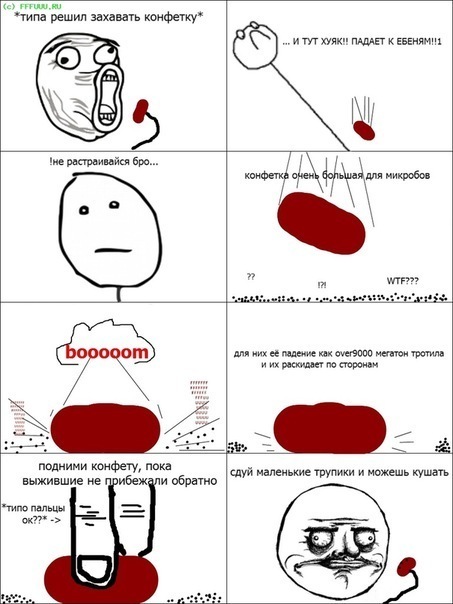 (c) FFFUUU.RU
*типа решил захавать конфетку*
... И ТУТ ХУЯК!! ПАДАЕТ К ЕБЕНЯМ!!1
!не растраивайся бро...
конфетка очень большая для микробов
??
!?!
WTF???
booooom
для них её падение как over9000 мегатон тротила
и их раскидает по сторонам
подними конфету, пока
выжившие не прибежали обратно
*типо пальцы
ок??* ->
сдуй маленькие трупики и можешь кушать